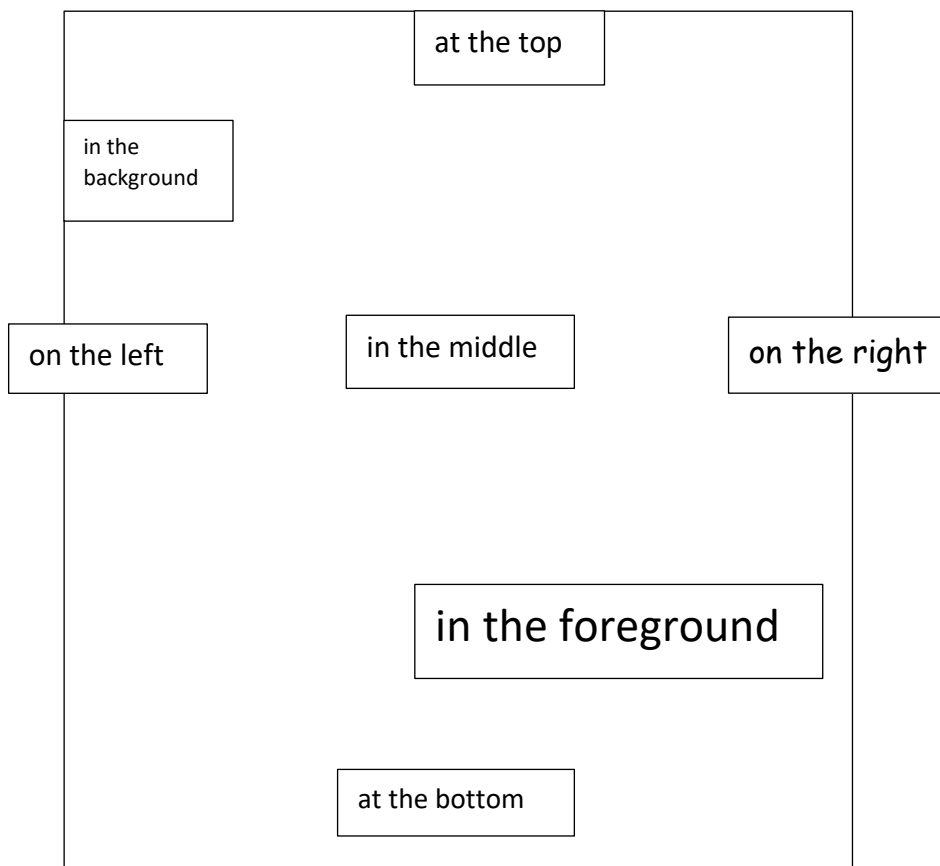 at the top
in the
background
on the left
in the middle
on the right
in the foreground
at the bottom